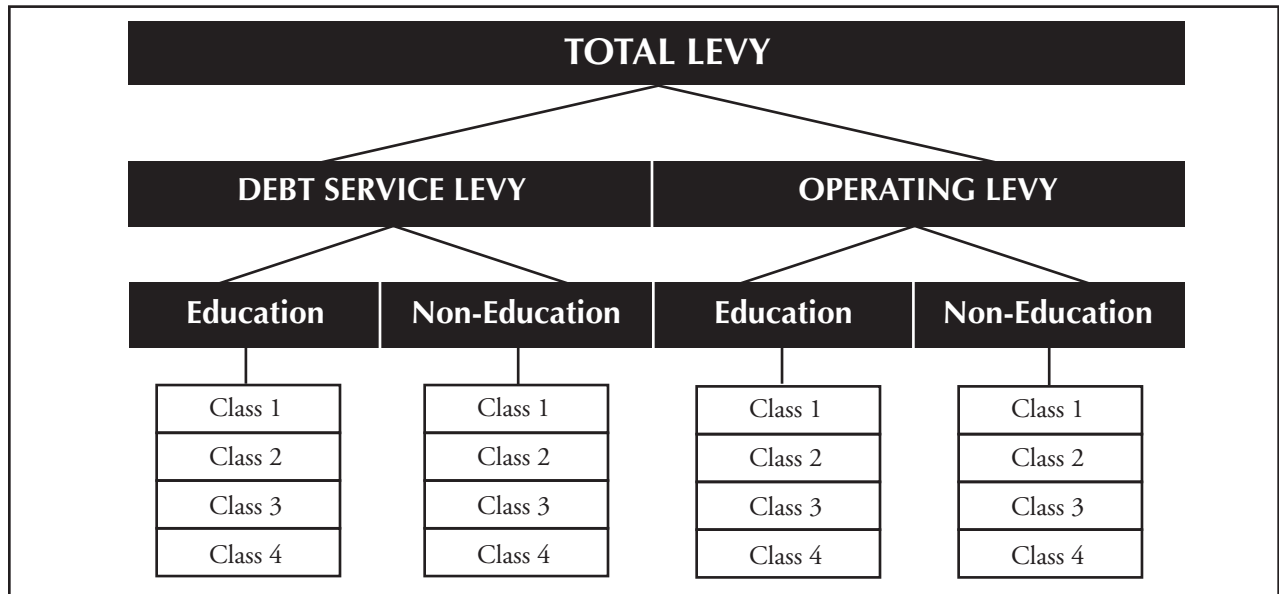 TOTAL LEVY
DEBT SERVICE LEVY OPERATING LEVY
Education Non-Education Education Non-Education
Class 1 Class 1 Class 1 Class 1
Class 2 Class 2 Class 2 Class 2
Class 3 Class 3 Class 3 Class 3
Class 4 Class 4 Class 4 Class 4